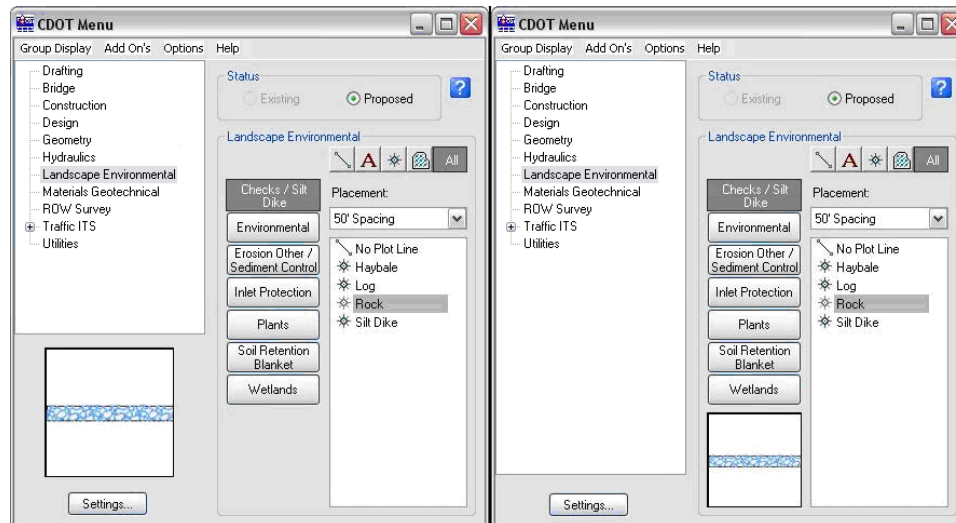 CDOT Menu
Group Display Add On's Options Help
Drafting
Bridge
Construction
Design
Geometry
Hydraulics
Landscape Environmental
Materials Geotechnical
ROW Survey
Traffic ITS
Utilities
Settings...
Status
Existing Proposed
?
Landscape Environmental
A All
Checks / Silt
Dike
Environmental
Erosion Other /
Sediment Control
Inlet Protection
Plants
Soil Retention
Blanket
Wetlands
Placement:
50' Spacing
No Plot Line
Haybale
Log
Rock
Silt Dike
CDOT Menu
Group Display Add On's Options Help
Drafting
Bridge
Construction
Design
Geometry
Hydraulics
Landscape Environmental
Materials Geotechnical
ROW Survey
Traffic ITS
Utilities
Settings...
Status
Existing Proposed
?
Landscape Environmental
A All
Checks / Silt
Dike
Environmental
Erosion Other /
Sediment Control
Inlet Protection
Plants
Soil Retention
Blanket
Wetlands
Placement:
50' Spacing
No Plot Line
Haybale
Log
Rock
Silt Dike